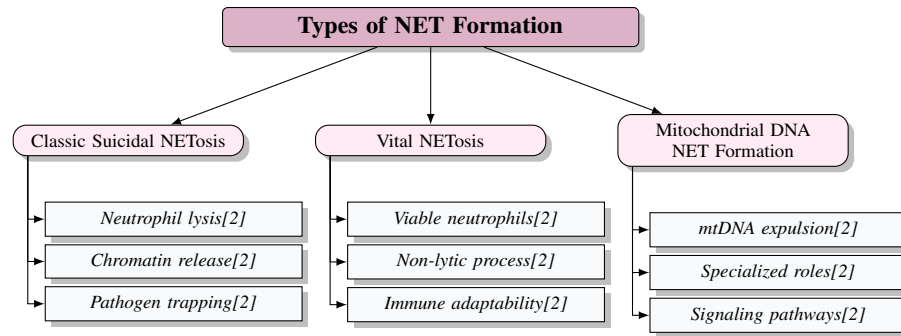 Types of NET Formation
Classic Suicidal NETosis
Neutrophil lysis[2]
Chromatin release[2]
Pathogen trapping[2]
Vital NETosis
Viable neutrophils[2]
Non-lytic process[2]
Immune adaptability[2]
Mitochondrial DNA
NET Formation
mtDNA expulsion[2]
Specialized roles[2]
Signaling pathways[2]